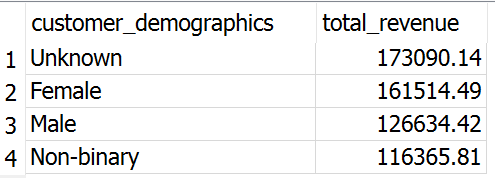 customer_demographics total_revenue
1 Unknown 173090.14
2 Female 161514.49
3 Male 126634.42
4 Non-binary 116365.81